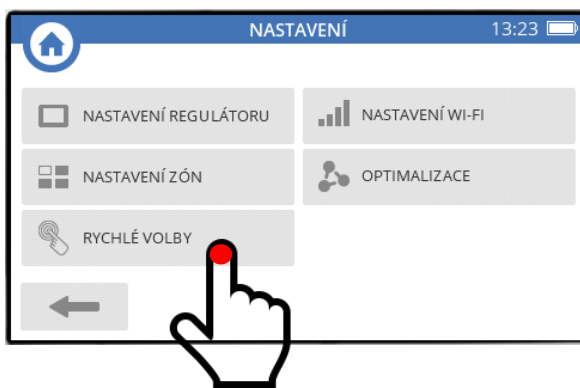 NASTAVENÍ
13:23
NASTAVENÍ REGULÁTORU
NASTAVENÍ WI-FI
NASTAVENÍ ZÓN
OPTIMALIZACE
RYCHLÉ VOLBY